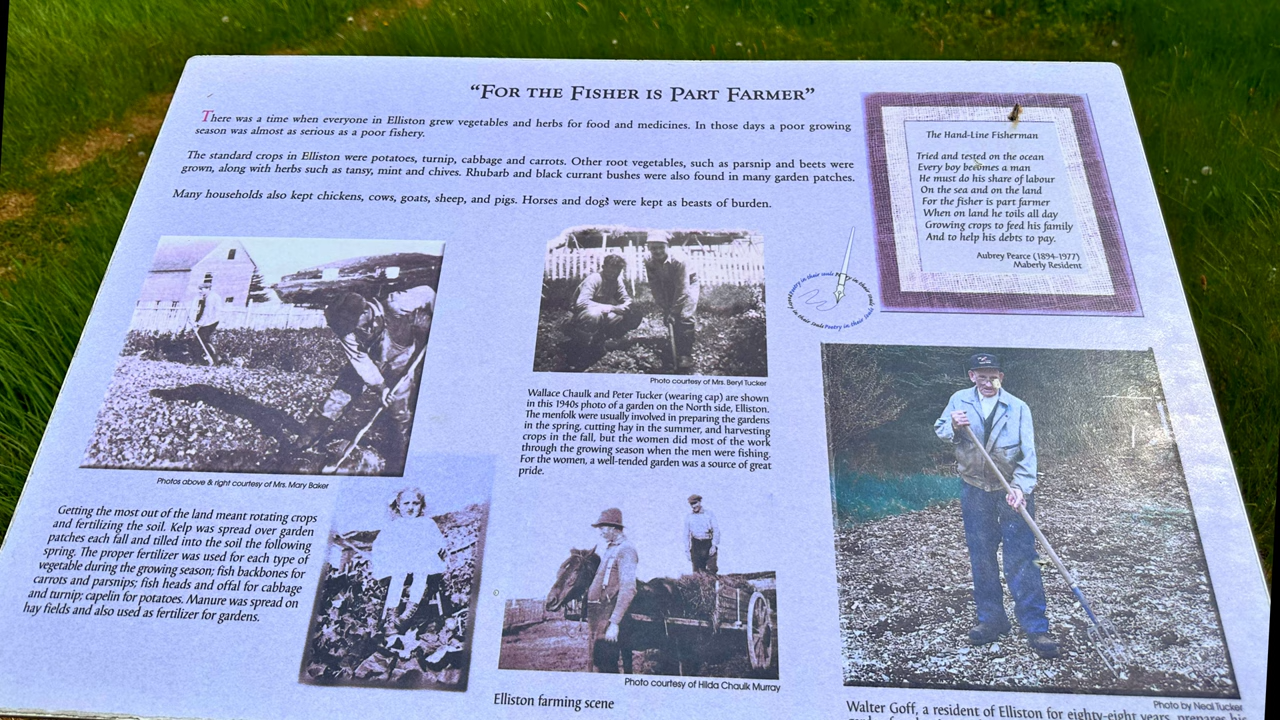 "For the Fisher is Part Farmer"
There was a time when everyone in Elliston grew vegetables and herbs for food and medicines. In those days a poor growing
season was almost as serious as a poor fishery.
The standard crops in Elliston were potatoes, turnip, cabbage and carrots. Other root vegetables, such as parsnip and beets were
grown, along with herbs such as tansy, mint and chives. Rhubarb and black currant bushes were also found in many garden patches.
Many households also kept chickens, cows, goats, sheep, and pigs. Horses and dogs were kept as beasts of burden.
The Hand-Line Fisherman
Tried and tested on the ocean
Every boy becomes a man
He must do his share of labour
On the sea and on the land
For the fisher is part farmer
When on land he toils all day
Growing crops to feed his family
And to help his debts to pay.
Aubrey Pearce (1894-1977)
Maberly Resident
Poetry in their souls Poetry in their souls
Photos above & right courtesy of Mrs. Mary Baker
Getting the most out of the land meant rotating crops
and fertilizing the soil. Kelp was spread over garden
patches each fall and tilled into the soil the following
spring. The proper fertilizer was used for each type of
vegetable during the growing season; fish backbones for
carrots and parsnips; fish heads and offal for cabbage
and turnip; capelin for potatoes. Manure was spread on
hay fields and also used as fertilizer for gardens.
Photo courtesy of Mrs. Beryl Tucker
Wallace Chaulk and Peter Tucker (wearing cap) are shown
in this 1940s photo of a garden on the North side, Elliston.
The menfolk were usually involved in preparing the gardens
in the spring, cutting hay in the summer, and harvesting
crops in the fall, but the women did most of the work
through the growing season when the men were fishing.
For the women, a well-tended garden was a source of great
pride.
Photo courtesy of Hilda Chaulk Murray
Elliston farming scene
Photo by Neal Tucker
Walter Goff, a resident of Elliston for eighty-eight years, prepares his